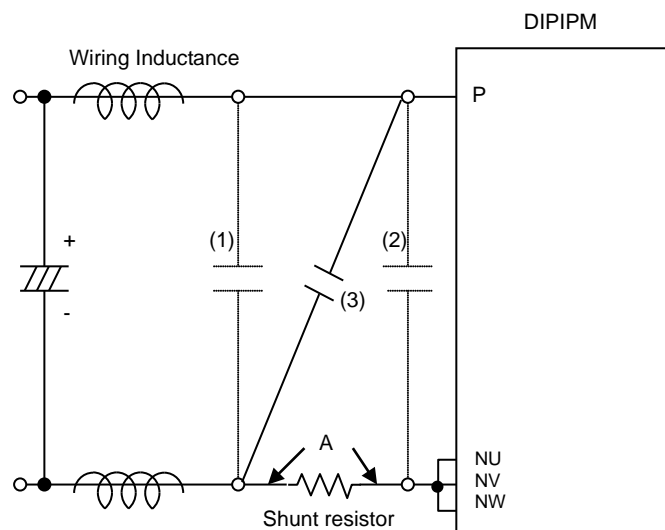 DIPIPM
Wiring Inductance
P
+
-
(1)
(2)
(3)
A
NU
NV
NW
Shunt resistor